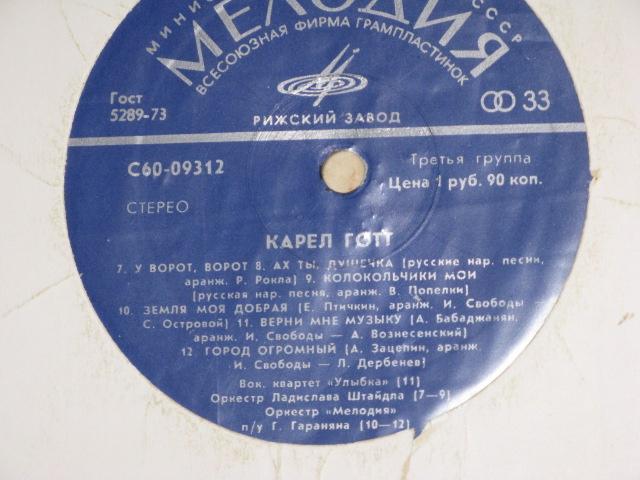 МИНИ СССР
МЕЛОДИЯ
ВСЕСОЮЗНАЯ ФИРМА ГРАМПЛАСТИНОК
Гост
5289-73
33
РИЖСКИЙ ЗАВОД
С60-09312
Третья группа
Цена 1 руб. 90 коп.
СТЕРЕО
КАРЕЛ ГОТТ
7. У ВОРОТ, ВОРОТ 8. АХ ТЫ, ДУШЕЧКА (русские нар. песни,
аранж. Р. Рокла) 9. КОЛОКОЛЬЧИКИ МОИ
(русская нар. песня, аранж. В. Попелки)
10. ЗЕМЛЯ МОЯ ДОБРАЯ (Е. Птичкин, аранж. И. Свободы —
С. Островой) 11. ВЕРНИ МНЕ МУЗЫКУ (А. Бабаджанян,
аранж. И. Свободы — А. Вознесенский)
12 ГОРОД ОГРОМНЫЙ (А. Зацепин, аранж.
И. Свободы — Л. Дербенев)
Вок. квартет «Улыбка» (11)
Оркестр Ладислава Штайдла (7—9)
Оркестр «Мелодия»
п/у Г. Гараняна (10—12)